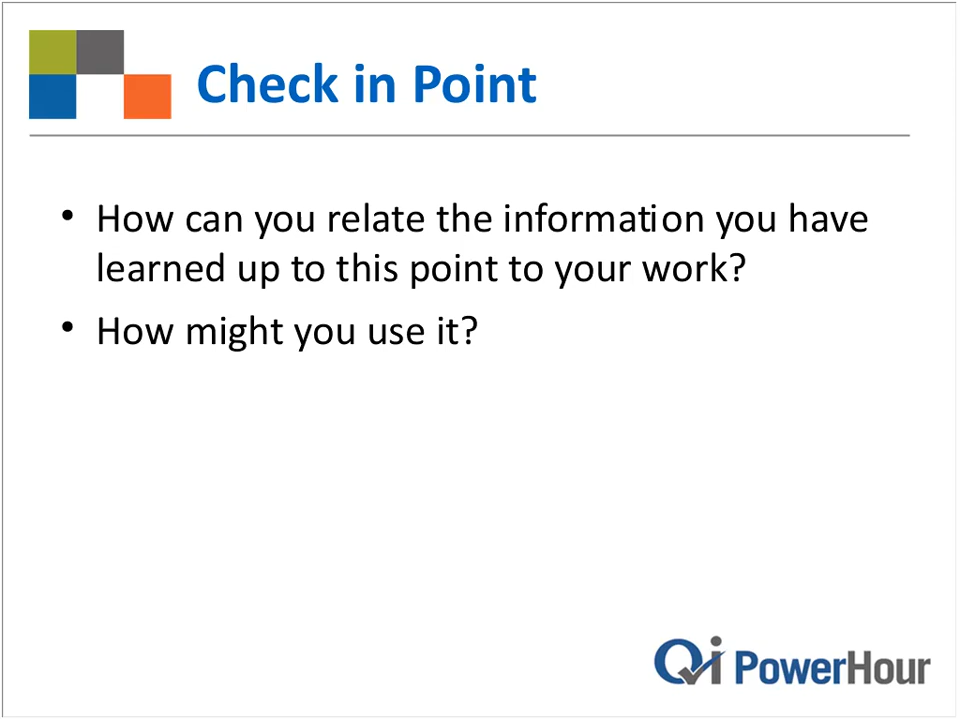 Check in Point
• How can you relate the information you have
learned up to this point to your work?
• How might you use it?
Qi PowerHour